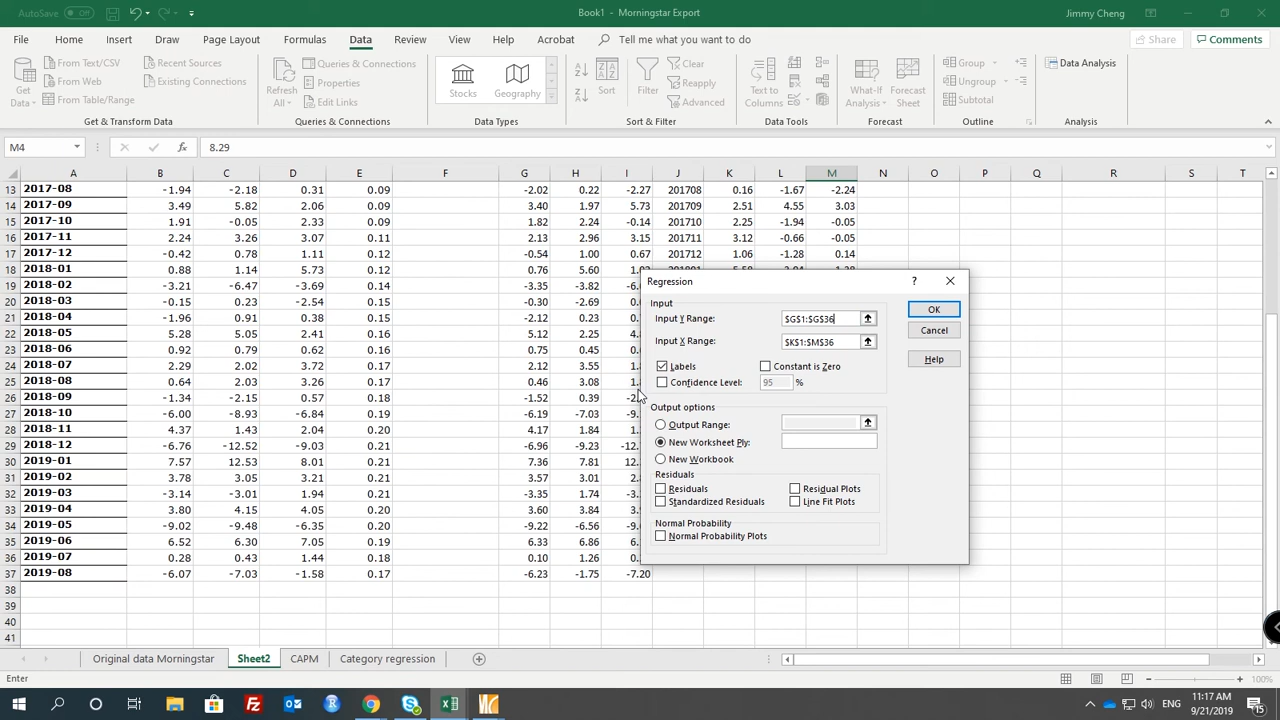 AutoSave Off Book1 - Morningstar Export Jimmy Cheng
File Home Insert Draw Page Layout Formulas Data Review View Help Acrobat Tell me what you want to do Share Comments
Get Data From Text/CSV Recent Sources Refresh All Queries & Connections Stocks Geography Sort Filter Clear Text to Columns What-If Analysis Forecast Sheet Group Data Analysis
From Web Existing Connections Properties Reapply Ungroup
From Table/Range Edit Links Advanced Subtotal
Get & Transform Data Queries & Connections Data Types Sort & Filter Data Tools Forecast Outline Analysis
M4 fx 8.29
A B C D E F G H I J K L M N O P Q R S T
13 2017-08 -1.94 -2.18 0.31 0.09 -2.02 0.22 -2.27 201708 0.16 -1.67 -2.24
14 2017-09 3.49 5.82 2.06 0.09 3.40 1.97 5.73 201709 2.51 4.55 3.03
15 2017-10 1.91 -0.05 2.33 0.09 1.82 2.24 -0.14 201710 2.25 -1.94 -0.05
16 2017-11 2.24 3.26 3.07 0.11 2.13 2.96 3.15 201711 3.12 -0.66 -0.05
17 2017-12 -0.42 0.78 1.11 0.12 -0.54 1.00 0.67 201712 1.06 -1.28 0.14
18 2018-01 0.88 1.14 5.73 0.12 0.76 5.60
19 2018-02 -3.21 -6.47 -3.69 0.14 -3.35 -3.82
20 2018-03 -0.15 0.23 -2.54 0.15 -0.30 -2.69
21 2018-04 -1.96 0.91 0.38 0.15 -2.12 0.23
22 2018-05 5.28 5.05 2.41 0.16 5.12 2.25
23 2018-06 0.92 0.79 0.62 0.16 0.75 0.45
24 2018-07 2.29 2.02 3.72 0.17 2.12 3.55
25 2018-08 0.64 2.03 3.26 0.17 0.46 3.08
26 2018-09 -1.34 -2.15 0.57 0.19 -1.52 0.39
27 2018-10 -6.00 -8.93 -6.84 0.19 -6.19 -7.03
28 2018-11 4.37 1.43 2.04 0.20 4.17 1.84
29 2018-12 -6.76 -12.52 -9.03 0.21 -6.96 -9.23
30 2019-01 7.57 12.53 8.01 0.21 7.36 7.81
31 2019-02 3.78 3.05 3.21 0.21 3.57 3.01
32 2019-03 -3.14 -3.01 1.94 0.21 -3.35 1.74
33 2019-04 3.80 4.15 4.05 0.20 3.60 3.84
34 2019-05 -9.02 -9.48 -6.35 0.20 -9.22 -6.56
35 2019-06 6.52 6.30 7.05 0.19 6.33 6.86
36 2019-07 0.28 0.43 1.44 0.18 0.10 1.26
37 2019-08 -6.07 -7.03 -1.58 0.17 -6.23 -1.75 -7.20
38
39
40
41
Regression ?
Input
Input Y Range: $G$1:$G$36 OK
Input X Range: $K$1:$M$36 Cancel
Labels Constant is Zero Help
Confidence Level: 95 %
Output options
Output Range:
New Worksheet Ply:
New Workbook
Residuals
Residuals Residual Plots
Standardized Residuals Line Fit Plots
Normal Probability
Normal Probability Plots
Original data Morningstar Sheet2 CAPM Category regression
Enter 100%
ENG 11:17 AM
9/21/2019 15